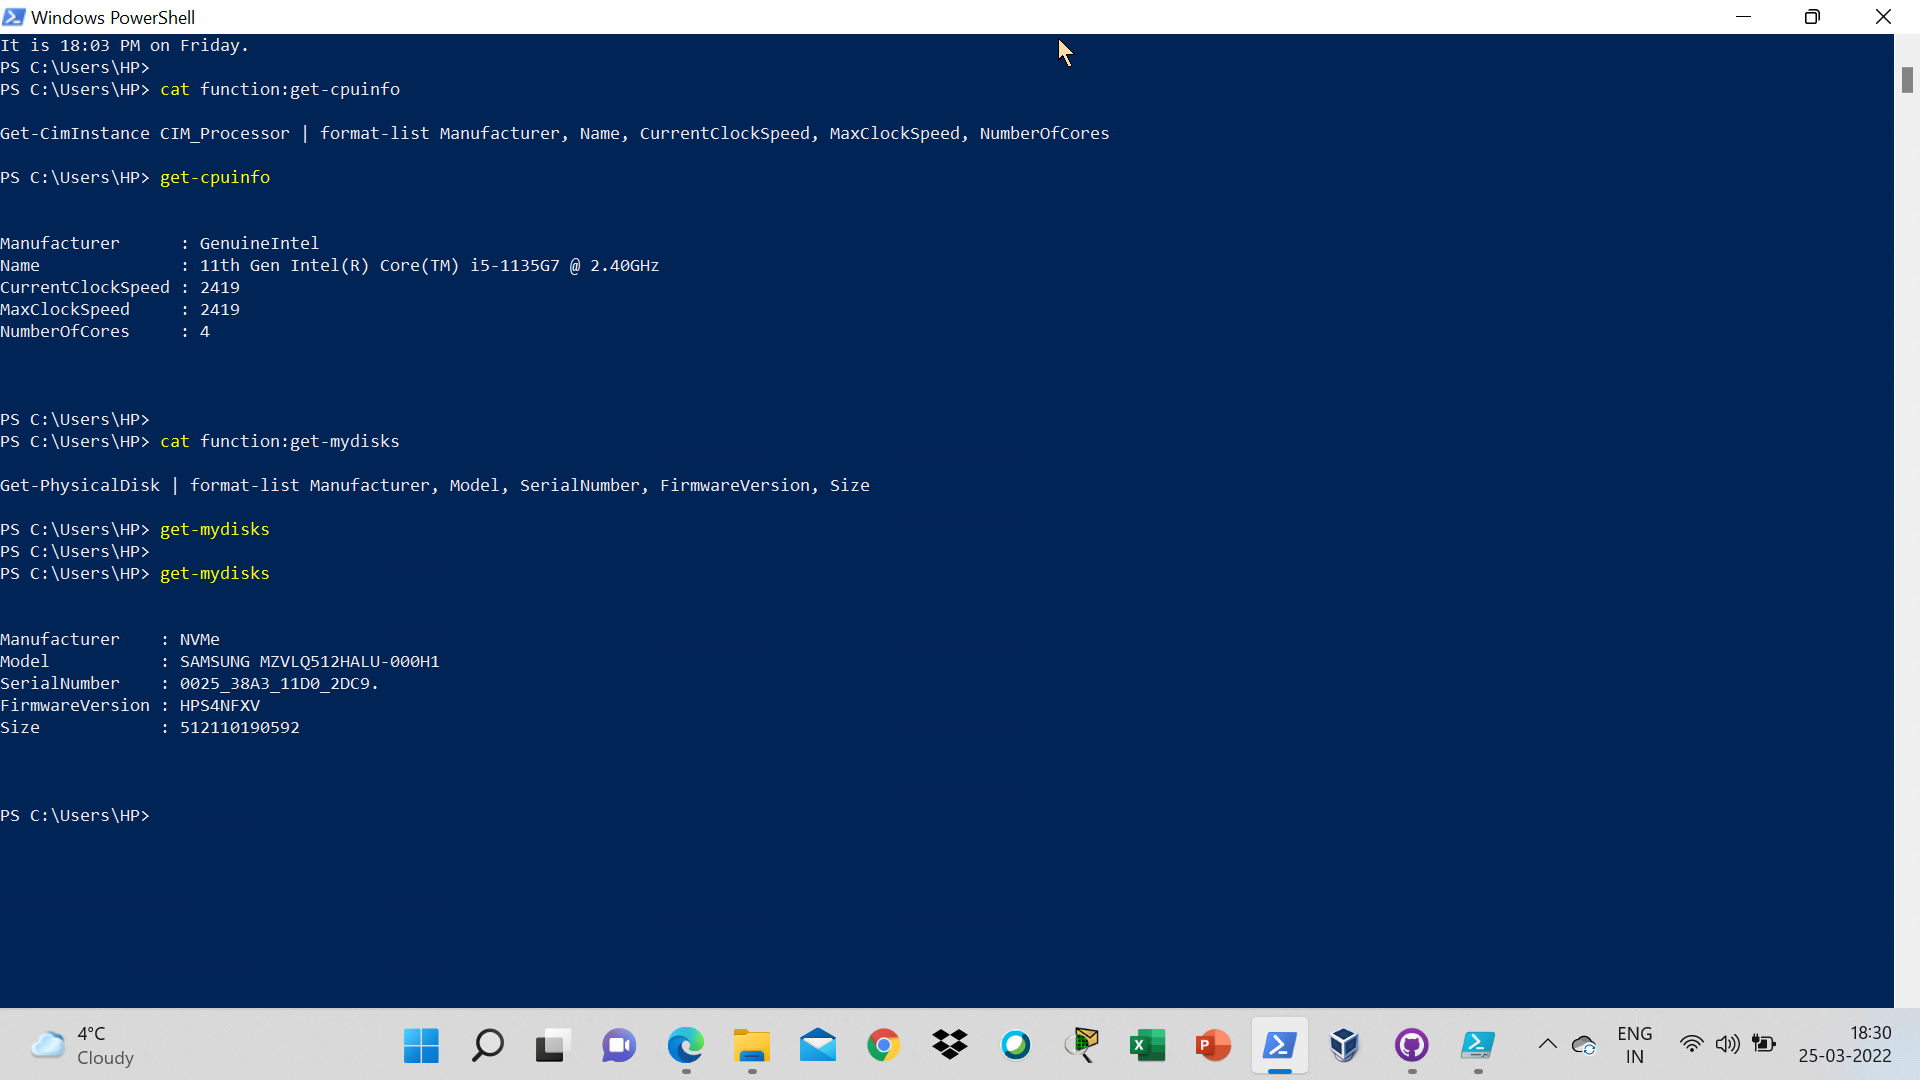 Windows PowerShell
It is 18:03 PM on Friday.
PS C:\Users\HP>
PS C:\Users\HP> cat function:get-cpuinfo
Get-CimInstance CIM_Processor | format-list Manufacturer, Name, CurrentClockSpeed, MaxClockSpeed, NumberOfCores
PS C:\Users\HP> get-cpuinfo
Manufacturer      : GenuineIntel
Name              : 11th Gen Intel(R) Core(TM) i5-1135G7 @ 2.40GHz
CurrentClockSpeed : 2419
MaxClockSpeed     : 2419
NumberOfCores     : 4
PS C:\Users\HP>
PS C:\Users\HP> cat function:get-mydisks
Get-PhysicalDisk | format-list Manufacturer, Model, SerialNumber, FirmwareVersion, Size
PS C:\Users\HP> get-mydisks
PS C:\Users\HP>
PS C:\Users\HP> get-mydisks
Manufacturer    : NVMe
Model           : SAMSUNG MZVLQ512HALU-000H1
SerialNumber    : 0025_38A3_11D0_2DC9.
FirmwareVersion : HPS4NFXV
Size            : 512110190592
PS C:\Users\HP>
4°C
Cloudy
ENG
IN
18:30
25-03-2022